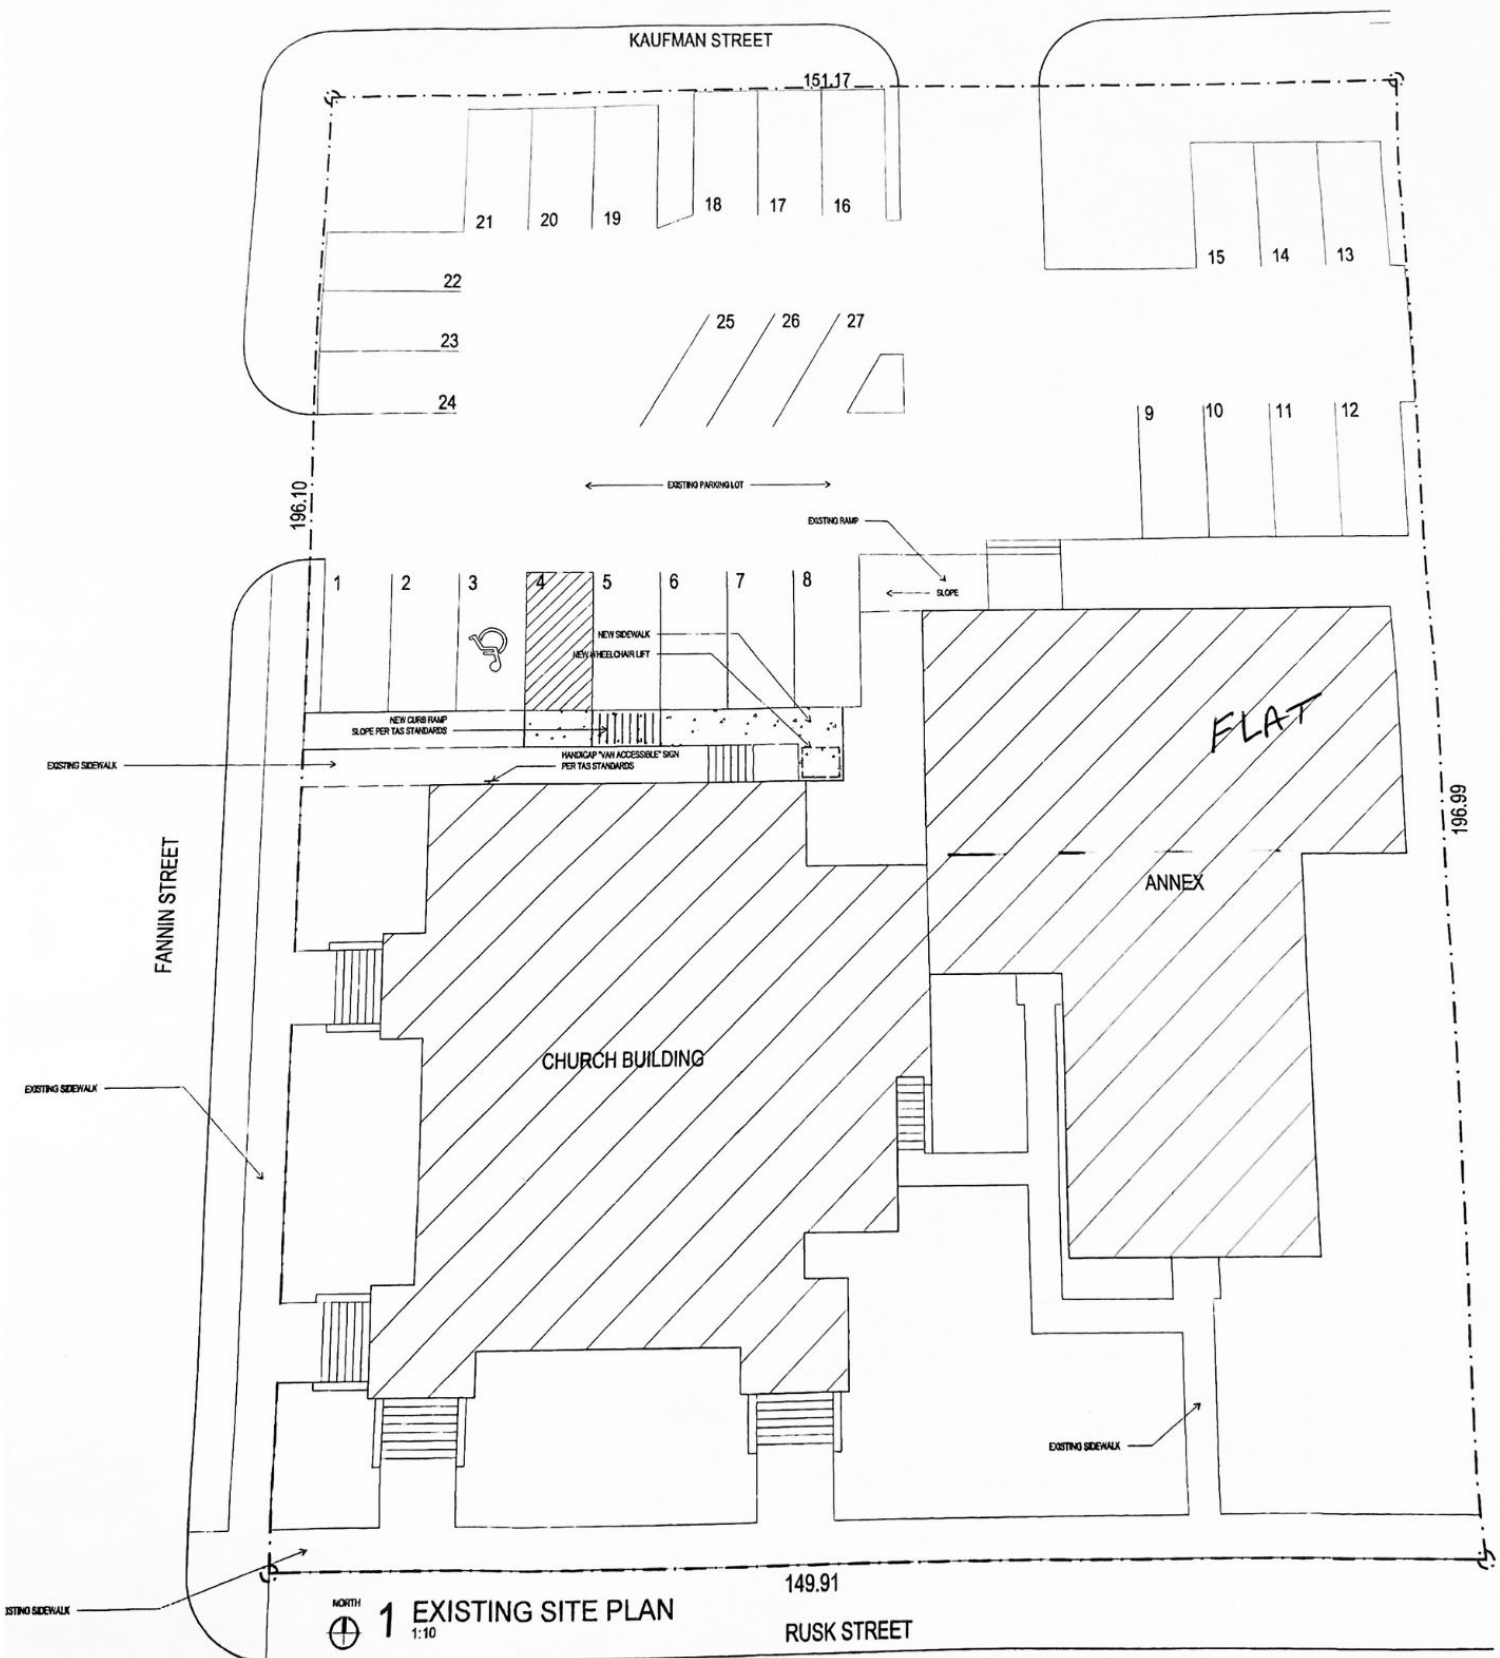 KAUFMAN STREET
151.17
21
20
19
18
17
16
15
14
13
22
23
24
25
26
27
9
10
11
12
196.10
EXISTING PARKING LOT
EXISTING RAMP
SLOPE
1
2
3
4
5
6
7
8
NEW SIDEWALK
NEW WHEELCHAIR LIFT
FLAT
NEW CURB RAMP
SLOPE PER TAS STANDARDS
EXISTING SIDEWALK
HANDICAP "VAN ACCESSIBLE" SIGN
PER TAS STANDARDS
196.99
ANNEX
FANNIN STREET
CHURCH BUILDING
EXISTING SIDEWALK
EXISTING SIDEWALK
149.91
NORTH
1 EXISTING SITE PLAN
1:10
ISTING SIDEWALK
RUSK STREET